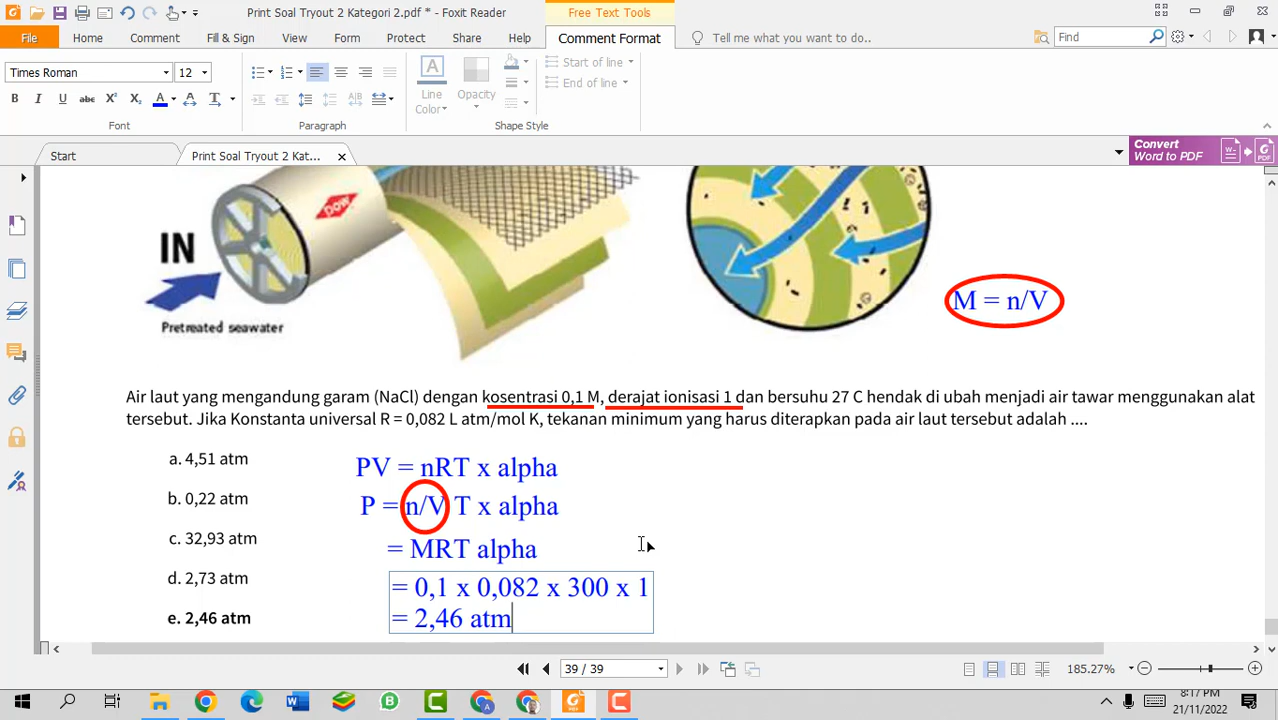 Print Soal Tryout 2 Kategori 2.pdf * - Foxit Reader
Free Text Tools
File
Home
Comment
Fill & Sign
View
Form
Protect
Share
Help
Comment Format
Tell me what you want to do..
Find
Times Roman
12
Line Color
Opacity
Start of line
End of line
Font
Paragraph
Shape Style
Start
Print Soal Tryout 2 Kat...
Convert
Word to PDF
DOW
IN
Pretreated seawater
M = n/V
Air laut yang mengandung garam (NaCl) dengan kosentrasi 0,1 M, derajat ionisasi 1 dan bersuhu 27 C hendak di ubah menjadi air tawar menggunakan alat
tersebut. Jika Konstanta universal R = 0,082 L atm/mol K, tekanan minimum yang harus diterapkan pada air laut tersebut adalah ....
a. 4,51 atm
PV = nRT x alpha
b. 0,22 atm
P = n/V T x alpha
c. 32,93 atm
= MRT alpha
d. 2,73 atm
= 0,1 x 0,082 x 300 x 1
e. 2,46 atm
= 2,46 atm
39 / 39
185.27%
8:17 PM
21/11/2022